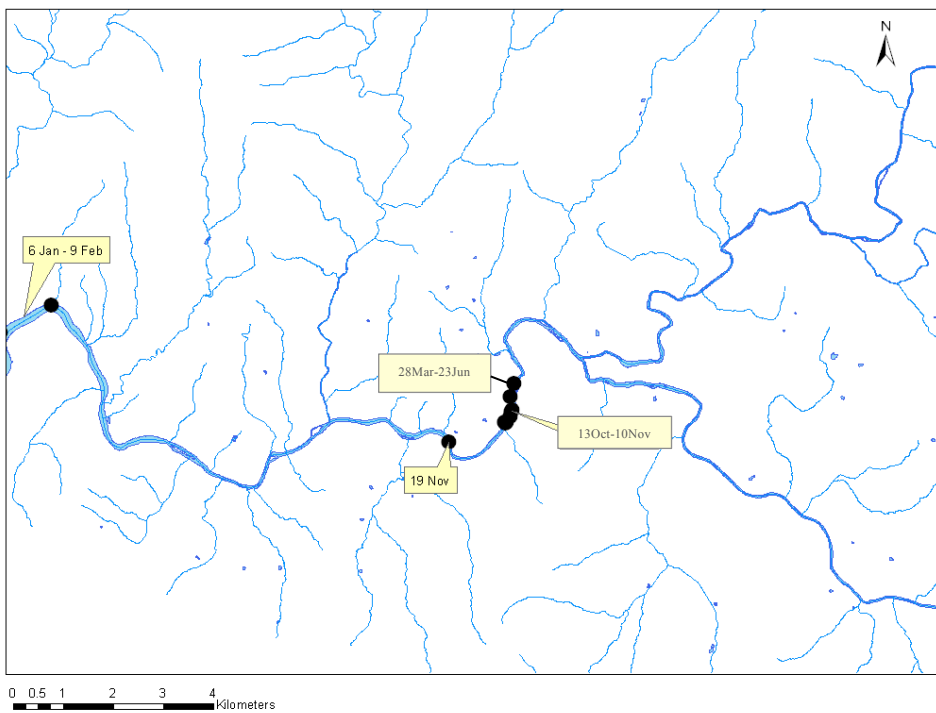 N
6 Jan - 9 Feb
28Mar-23Jun
13Oct-10Nov
19 Nov
0 0.5 1 2 3 4
Kilometers